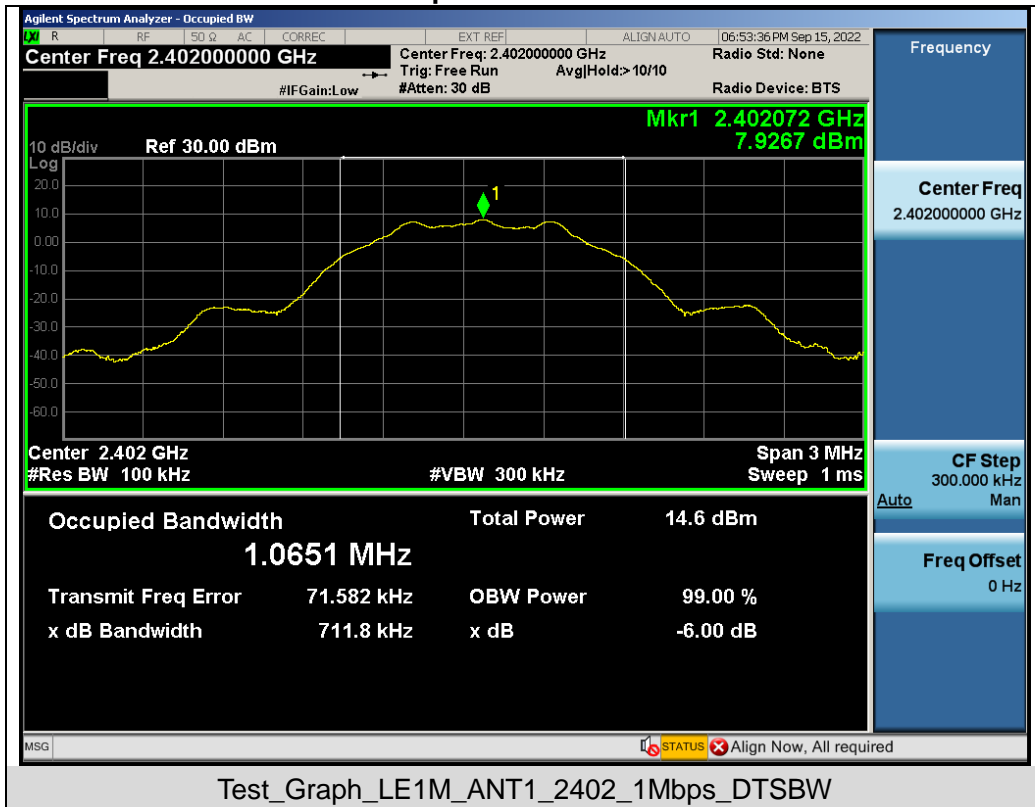 Agilent Spectrum Analyzer - Occupied BW
LXI R RF 50 Ω AC CORREC EXT REF ALIGN AUTO 06:53:36 PM Sep 15, 2022
Center Freq 2.402000000 GHz
Center Freq: 2.402000000 GHz
Radio Std: None
Trig: Free Run Avg|Hold:> 10/10
#IFGain:Low
#Atten: 30 dB
Radio Device: BTS
Mkr1 2.402072 GHz
7.9267 dBm
10 dB/div Ref 30.00 dBm
Log
20.0
10.0
0.00
-10.0
-20.0
-30.0
-40.0
-50.0
-60.0
1
Center 2.402 GHz Span 3 MHz
#Res BW 100 kHz #VBW 300 kHz Sweep 1 ms
Occupied Bandwidth Total Power 14.6 dBm
1.0651 MHz
Transmit Freq Error 71.582 kHz OBW Power 99.00 %
x dB Bandwidth 711.8 kHz x dB -6.00 dB
Frequency
Center Freq
2.402000000 GHz
CF Step
300.000 kHz
Auto Man
Freq Offset
0 Hz
MSG STATUS Align Now, All required
Test_Graph_LE1M_ANT1_2402_1Mbps_DTSBW